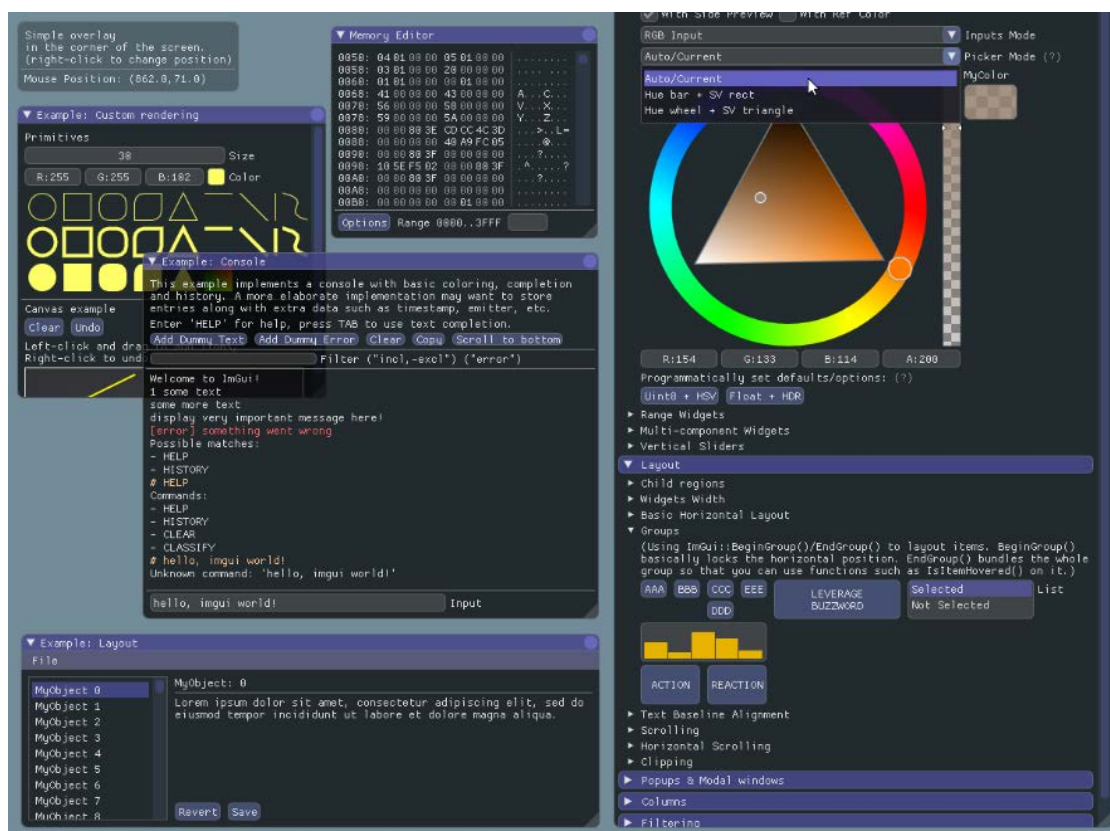 Simple overlay
in the corner of the screen.
(right-click to change position)
Mouse Position: (862.0,71.0)
▼ Example: Custom rendering
Primitives
38 Size
R:255 G:255 B:102 Color
Canvas example
Clear Undo
Left-click and drag
Right-click to undo
▼ Memory Editor
Options Range 0000..3FFF
▼ Example: Console
This example implements a console with basic coloring, completion
and history. A more elaborate implementation may want to store
entries along with extra data such as timestamp, emitter, etc.
Enter 'HELP' for help, press TAB to use text completion.
Add Dummy Text Add Dummy Error Clear Copy Scroll to bottom
Filter ("incl,-excl") ("error")
Welcome to ImGui!
1 some text
some more text
display very important message here!
[error] something went wrong
Possible matches:
- HELP
- HISTORY
# HELP
Commands:
- HELP
- HISTORY
- CLEAR
- CLASSIFY
# hello, imgui world!
Unknown command: 'hello, imgui world!'
hello, imgui world! Input
▼ Example: Layout
File
MyObject 0
MyObject 1
MyObject 2
MyObject 3
MyObject 4
MyObject 5
MyObject 6
MyObject 7
MyObject 8
MyObject: 0
Lorem ipsum dolor sit amet, consectetur adipiscing elit, sed do
eiusmod tempor incididunt ut labore et dolore magna aliqua.
Revert Save
With Side Preview With Ref Color
RGB Input Inputs Mode
Auto/Current Picker Mode (?)
Auto/Current
Hue bar + SV rect
Hue wheel + SV triangle
MyColor
R:154 G:133 B:114 A:200
Programmatically set defaults/options: (?)
Uint8 + HSV Float + HDR
► Range Widgets
► Multi-component Widgets
► Vertical Sliders
▼ Layout
► Child regions
► Widgets Width
► Basic Horizontal Layout
▼ Groups
(Using ImGui::BeginGroup()/EndGroup() to layout items. BeginGroup()
basically locks the horizontal position. EndGroup() bundles the whole
group so that you can use functions such as IsItemHovered() on it.)
AAA BBB CCC EEE
DDD
LEVERAGE
BUZZWORD
Selected List
Not Selected
ACTION REACTION
► Text Baseline Alignment
► Scrolling
► Horizontal Scrolling
► Clipping
► Popups & Modal windows
► Columns
► Filtering